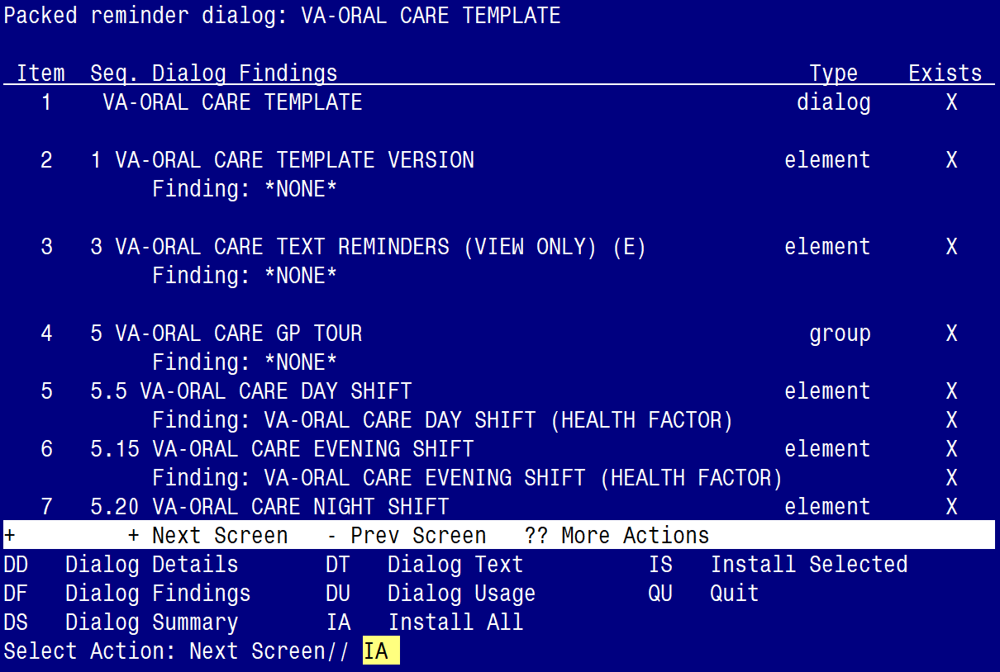 Packed reminder dialog: VA-ORAL CARE TEMPLATE
Item Seq. Dialog Findings Type Exists
1 VA-ORAL CARE TEMPLATE dialog X
2 1 VA-ORAL CARE TEMPLATE VERSION element X
Finding: *NONE*
3 3 VA-ORAL CARE TEXT REMINDERS (VIEW ONLY) (E) element X
Finding: *NONE*
4 5 VA-ORAL CARE GP TOUR group X
Finding: *NONE*
5 5.5 VA-ORAL CARE DAY SHIFT element X
Finding: VA-ORAL CARE DAY SHIFT (HEALTH FACTOR) X
6 5.15 VA-ORAL CARE EVENING SHIFT element X
Finding: VA-ORAL CARE EVENING SHIFT (HEALTH FACTOR) X
7 5.20 VA-ORAL CARE NIGHT SHIFT element X
+ + Next Screen - Prev Screen ?? More Actions
DD Dialog Details DT Dialog Text IS Install Selected
DF Dialog Findings DU Dialog Usage QU Quit
DS Dialog Summary IA Install All
Select Action: Next Screen// IA